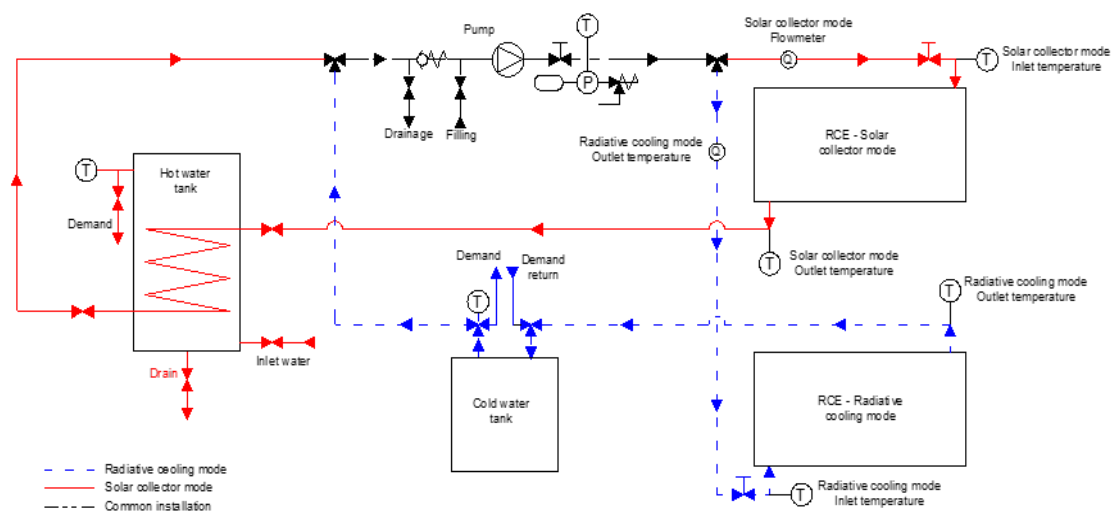 T
Pump
Solar collector mode
Flowmeter
Q
T
Solar collector mode
Inlet temperature
P
Drainage
Filling
Radiative cooling mode
Outlet temperature
Q
RCE - Solar
collector mode
T
Hot water
tank
Demand
T
Solar collector mode
Outlet temperature
Demand
Demand
return
T
T
Radiative cooling mode
Outlet temperature
Inlet water
Drain
Cold water
tank
RCE - Radiative
cooling mode
T
Radiative cooling mode
Inlet temperature
Radiative cooling mode
Solar collector mode
Common installation